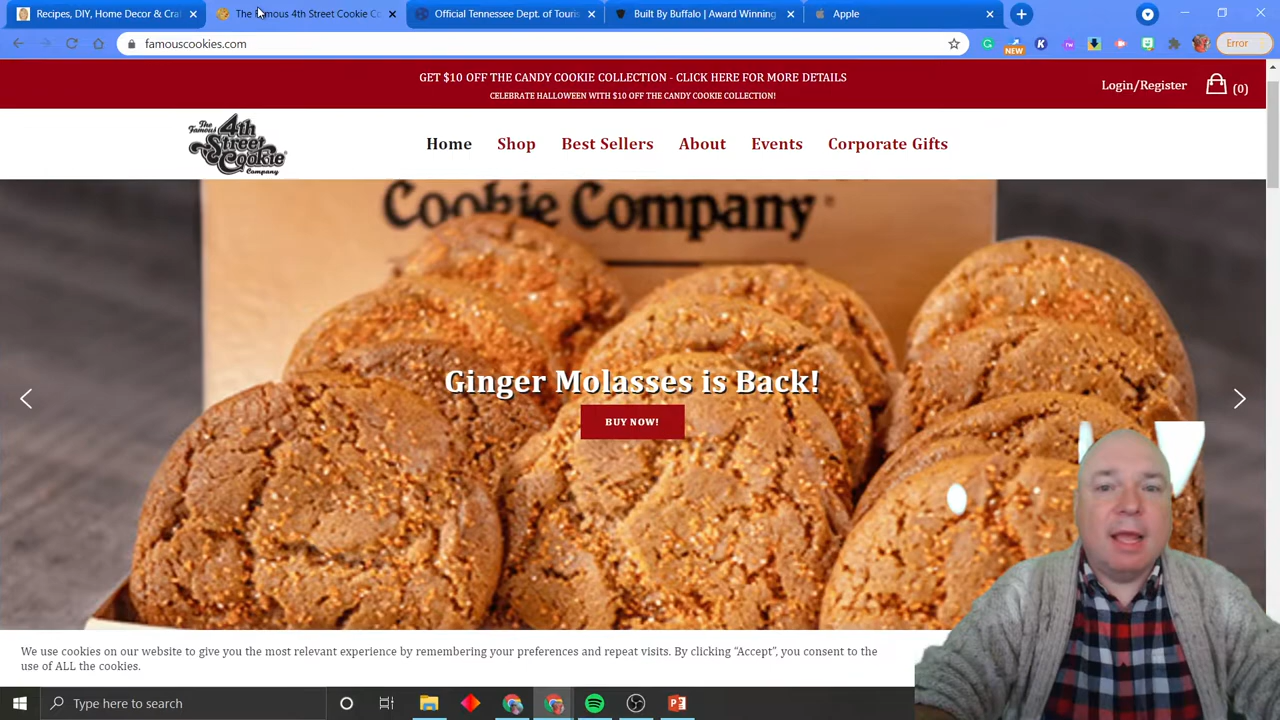 Recipes, DIY, Home Decor & Cra
The Famous 4th Street Cookie Co
Official Tennessee Dept. of Touris
Built By Buffalo | Award Winning
Apple
famouscookies.com
NEW
Error
GET $10 OFF THE CANDY COOKIE COLLECTION - CLICK HERE FOR MORE DETAILS
CELEBRATE HALLOWEEN WITH $10 OFF THE CANDY COOKIE COLLECTION!
Login/Register
(0)
The Famous 4th Street Cookie Company
Home
Shop
Best Sellers
About
Events
Corporate Gifts
Cookie Company
Ginger Molasses is Back!
BUY NOW!
We use cookies on our website to give you the most relevant experience by remembering your preferences and repeat visits. By clicking “Accept”, you consent to the
use of ALL the cookies.
Type here to search